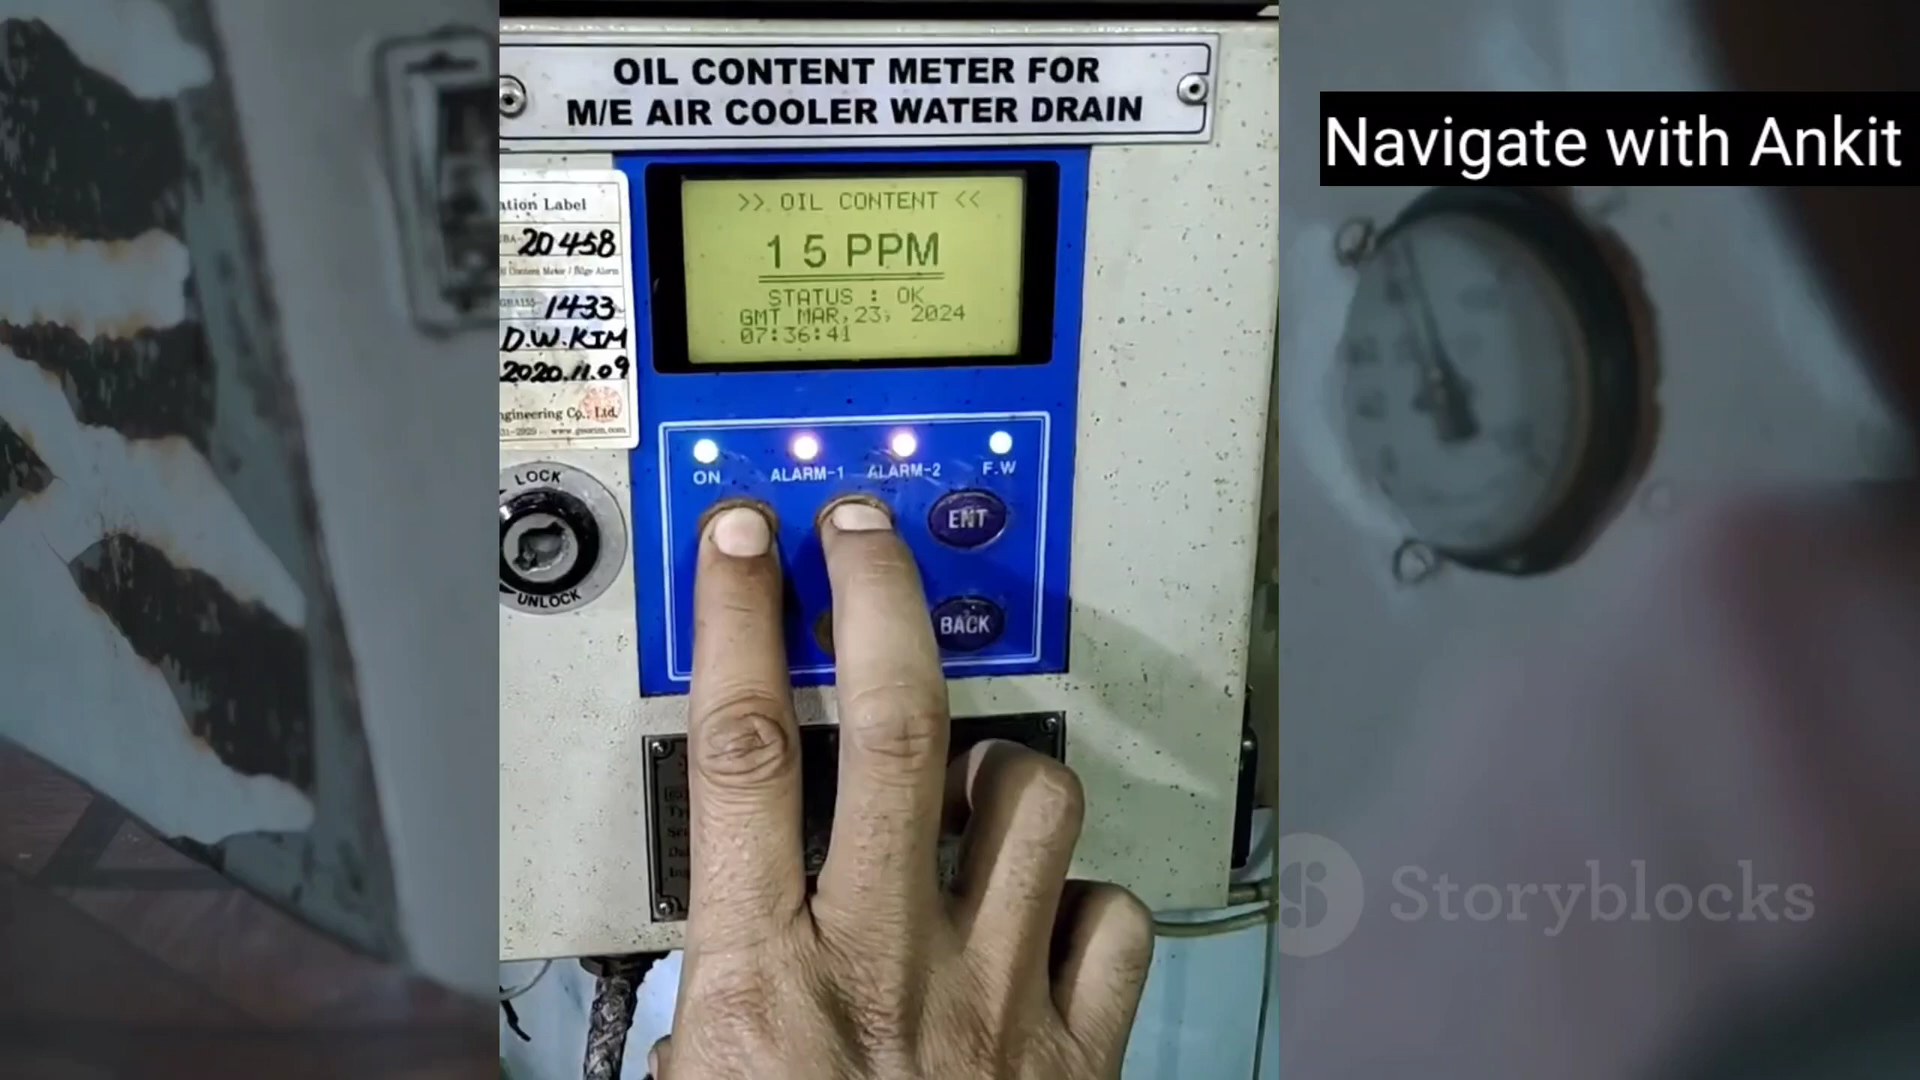 OIL CONTENT METER FOR
M/E AIR COOLER WATER DRAIN
Navigate with Ankit
>> OIL CONTENT <<
15 PPM
STATUS : OK
GMT MAR,23, 2024
07:36:41
ation Label
20458
1433
D.W.KIM
2020.11.09
ngineering Co., Ltd.
ON
ALARM-1
ALARM-2
F.W
LOCK
UNLOCK
ENT
BACK
Storyblocks